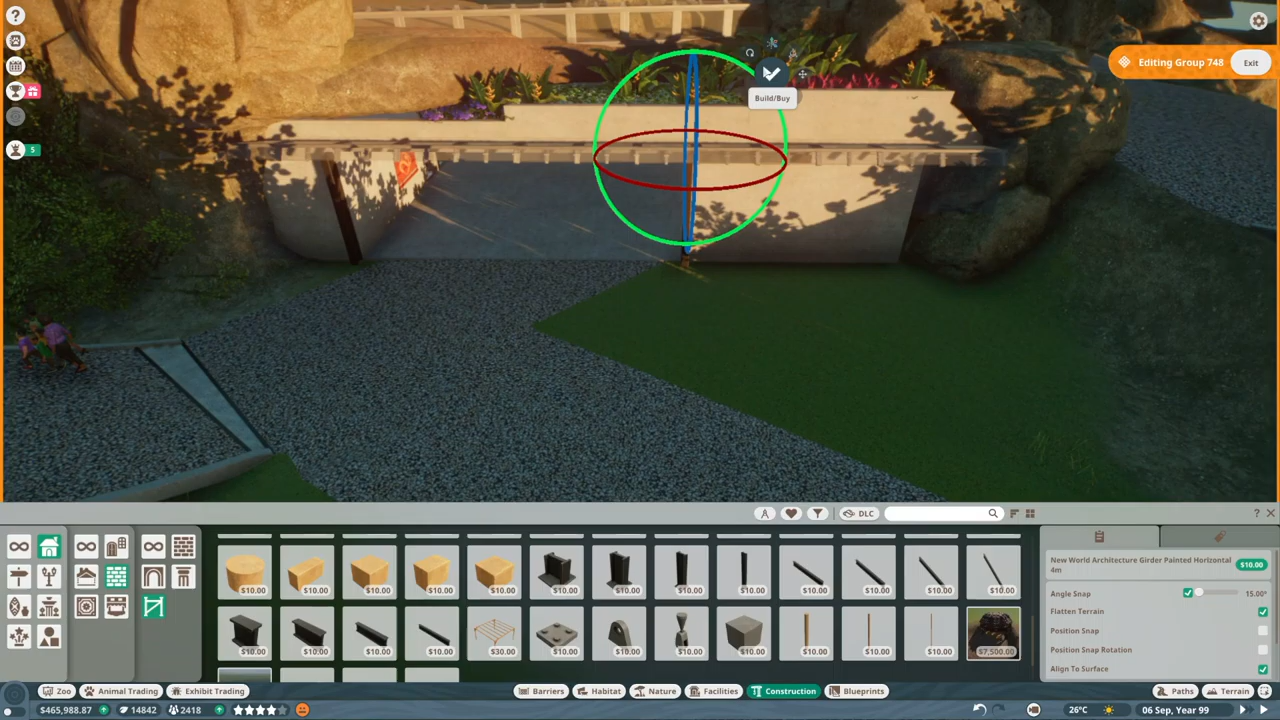 ?
Editing Group 748
Exit
Build/Buy
5
DLC
? ×
$10.00 $10.00 $10.00 $10.00 $10.00 $10.00 $10.00 $10.00 $10.00 $10.00 $10.00 $10.00 $10.00
$10.00 $10.00 $10.00 $10.00 $30.00 $10.00 $10.00 $10.00 $10.00 $10.00 $10.00 $10.00 $7,500.00
New World Architecture Girder Painted Horizontal
4m
$10.00
Angle Snap 15.00°
Flatten Terrain
Position Snap
Position Snap Rotation
Align To Surface
Zoo Animal Trading Exhibit Trading Barriers Habitat Nature Facilities Construction Blueprints Paths Terrain
$465,988.87 14842 2418 26°C 06 Sep, Year 99